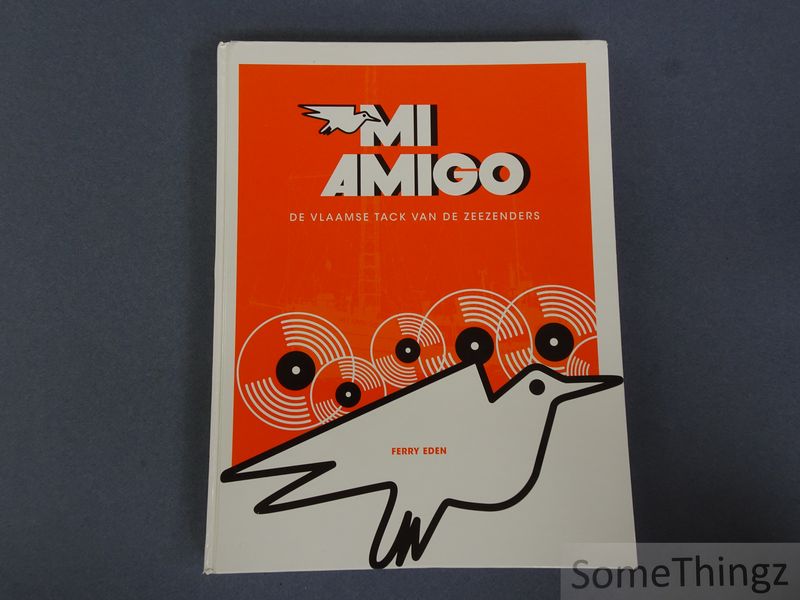 MI
AMIGO
DE VLAAMSE TACK VAN DE ZEEZENDERS
FERRY EDEN
SomeThingz